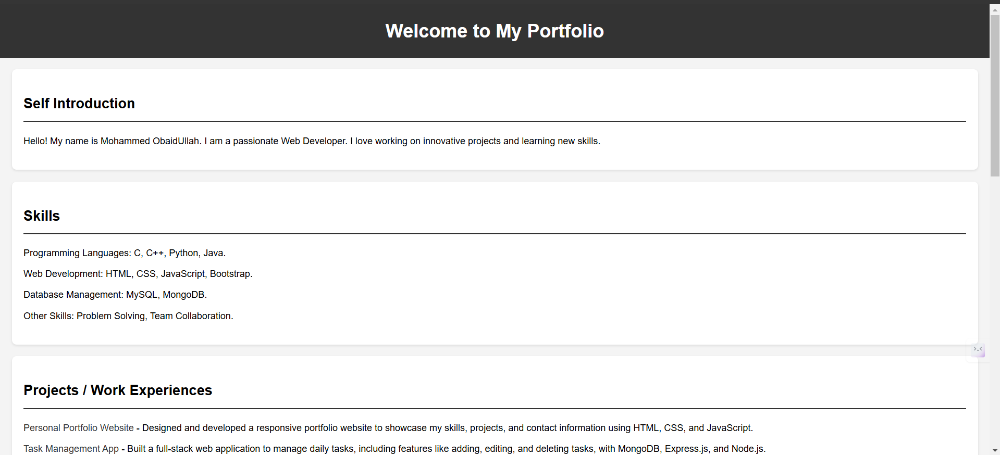 Welcome to My Portfolio
Self Introduction
Hello! My name is Mohammed ObaidUllah. I am a passionate Web Developer. I love working on innovative projects and learning new skills.
Skills
Programming Languages: C, C++, Python, Java.
Web Development: HTML, CSS, JavaScript, Bootstrap.
Database Management: MySQL, MongoDB.
Other Skills: Problem Solving, Team Collaboration.
Projects / Work Experiences
Personal Portfolio Website - Designed and developed a responsive portfolio website to showcase my skills, projects, and contact information using HTML, CSS, and JavaScript.
Task Management App - Built a full-stack web application to manage daily tasks, including features like adding, editing, and deleting tasks, with MongoDB, Express.js, and Node.js.